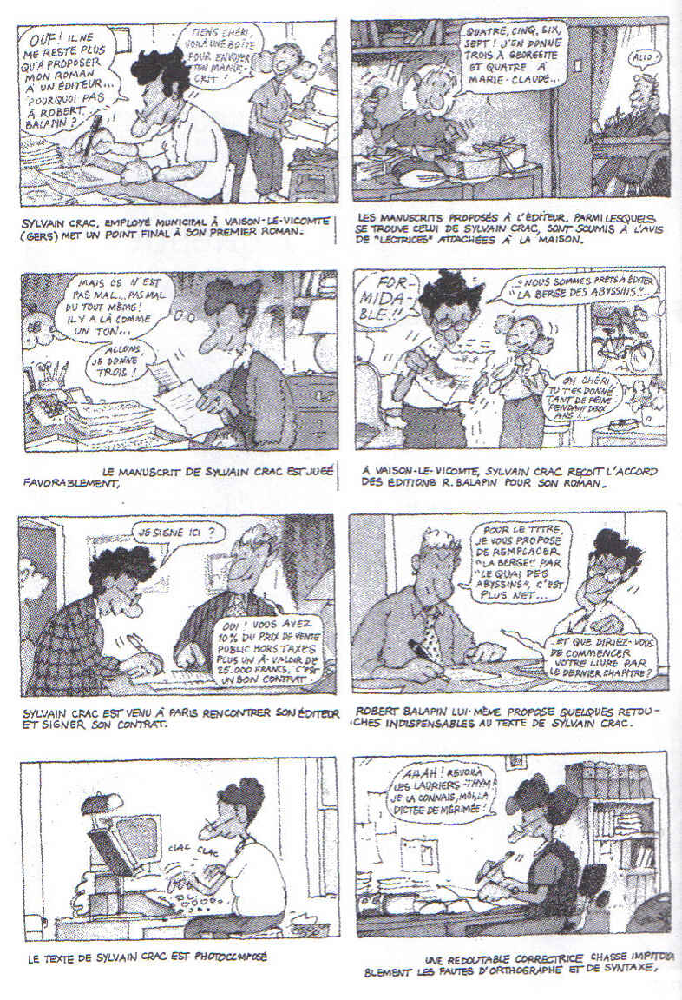 OUF! IL NE
ME RESTE PLUS
QU'À PROPOSER
MON ROMAN
À UN ÉDITEUR...
POURQUOI PAS
À ROBERT
BALAPIN?
TIENS CHÉRI,
VOILÀ UNE BOÎTE
POUR ENVOYER
TON MANUS-
CRIT!
SYLVAIN CRAC, EMPLOYÉ MUNICIPAL À VAISON-LE-VICOMTE
(GERS) MET UN POINT FINAL À SON PREMIER ROMAN.
QUATRE, CINQ, SIX,
SEPT! J'EN DONNE
TROIS À GEORGETTE
ET QUATRE À
MARIE-CLAUDE...
ALLO!
LES MANUSCRITS PROPOSÉS À L'ÉDITEUR, PARMI LESQUELS
SE TROUVE CELUI DE SYLVAIN CRAC, SONT SOUMIS À L'AVIS
DE "LECTRICES" ATTACHÉES À LA MAISON.
MAIS CE N'EST
PAS MAL... PAS MAL
DU TOUT MÊME!
IL Y A LÀ COMME
UN TON...
ALLONS
JE DONNE
TROIS!
LE MANUSCRIT DE SYLVAIN CRAC EST JUGÉ
FAVORABLEMENT,
FOR-
MIDA-
BLE!!
"NOUS SOMMES PRÊTS À ÉDITER
"LA BERGE DES ABYSSINS"...
OH CHÉRI,
TU T'ES DONNÉ
TANT DE PEINE
PENDANT DEUX
ANS!...
À VAISON-LE-VICOMTE, SYLVAIN CRAC REÇOIT L'ACCORD
DES ÉDITIONS R. BALAPIN POUR SON ROMAN.
JE SIGNE ICI?
OUI! VOUS AVEZ
10% DU PRIX DE VENTE
PUBLIC HORS TAXES
PLUS UN À-VALOIR DE
25.000 FRANCS, C'EST
UN BON CONTRAT.
SYLVAIN CRAC EST VENU À PARIS RENCONTRER SON ÉDITEUR
ET SIGNER SON CONTRAT.
POUR LE TITRE,
JE VOUS PROPOSE
DE REMPLACER
"LA BERGE" PAR
"LE QUAI DES
ABYSSINS", C'EST
PLUS NET...
...ET QUE DIRIEZ-VOUS
DE COMMENCER
VOTRE LIVRE PAR
LE DERNIER CHAPITRE?
ROBERT BALAPIN LUI-MÊME PROPOSE QUELQUES RETOU-
CHES INDISPENSABLES AU TEXTE DE SYLVAIN CRAC.
CLAC CLAC
LE TEXTE DE SYLVAIN CRAC EST PHOTOCOMPOSÉ
AHAH! REVOILÀ
LES LAURIERS-THYM!
JE LA CONNAIS, MOI, LA
DICTÉE DE MÉRIMÉE!
UNE REDOUTABLE CORRECTRICE CHASSE IMPITOYA
BLEMENT LES FAUTES D'ORTHOGRAPHE ET DE SYNTAXE,